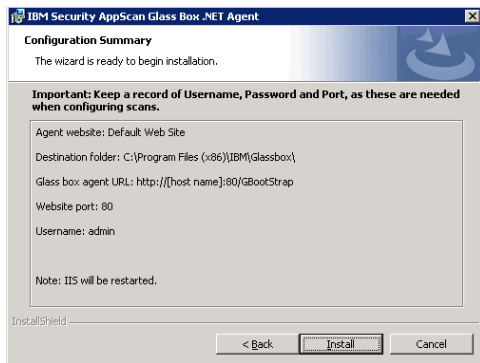 IBM Security AppScan Glass Box .NET Agent
Configuration Summary
The wizard is ready to begin installation.
Important: Keep a record of Username, Password and Port, as these are needed
when configuring scans.
Agent website: Default Web Site
Destination folder: C:\Program Files (x86)\IBM\Glassbox\
Glass box agent URL: http://[host name]:80/GBootStrap
Website port: 80
Username: admin
Note: IIS will be restarted.
InstallShield
< Back Install Cancel